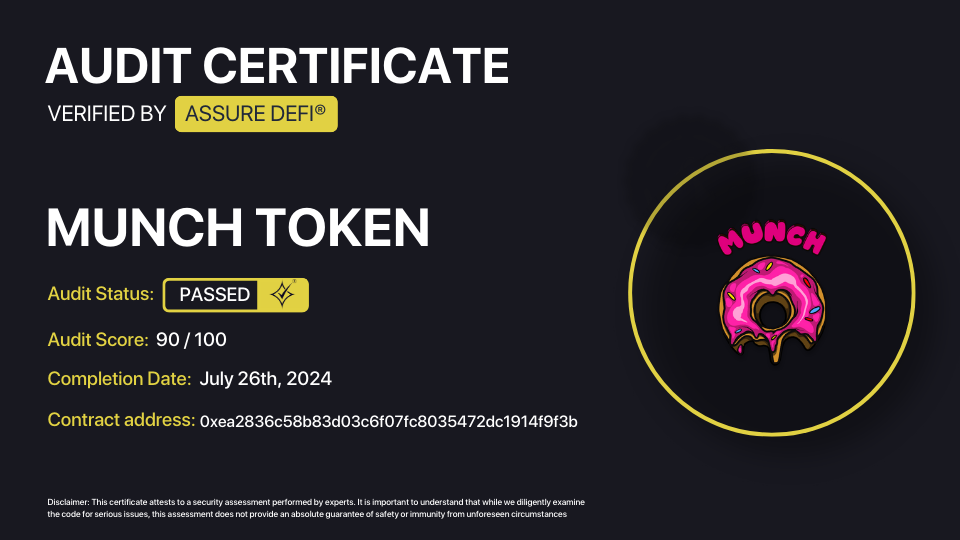 AUDIT CERTIFICATE
VERIFIED BY ASSURE DEFI®
MUNCH TOKEN
Audit Status: PASSED
Audit Score: 90 / 100
Completion Date: July 26th, 2024
Contract address: 0xea2836c58b83d03c6f07fc8035472dc1914f9f3b
MUNCH
Disclaimer: This certificate attests to a security assessment performed by experts. It is important to understand that while we diligently examine
the code for serious issues, this assessment does not provide an absolute guarantee of safety or immunity from unforeseen circumstances